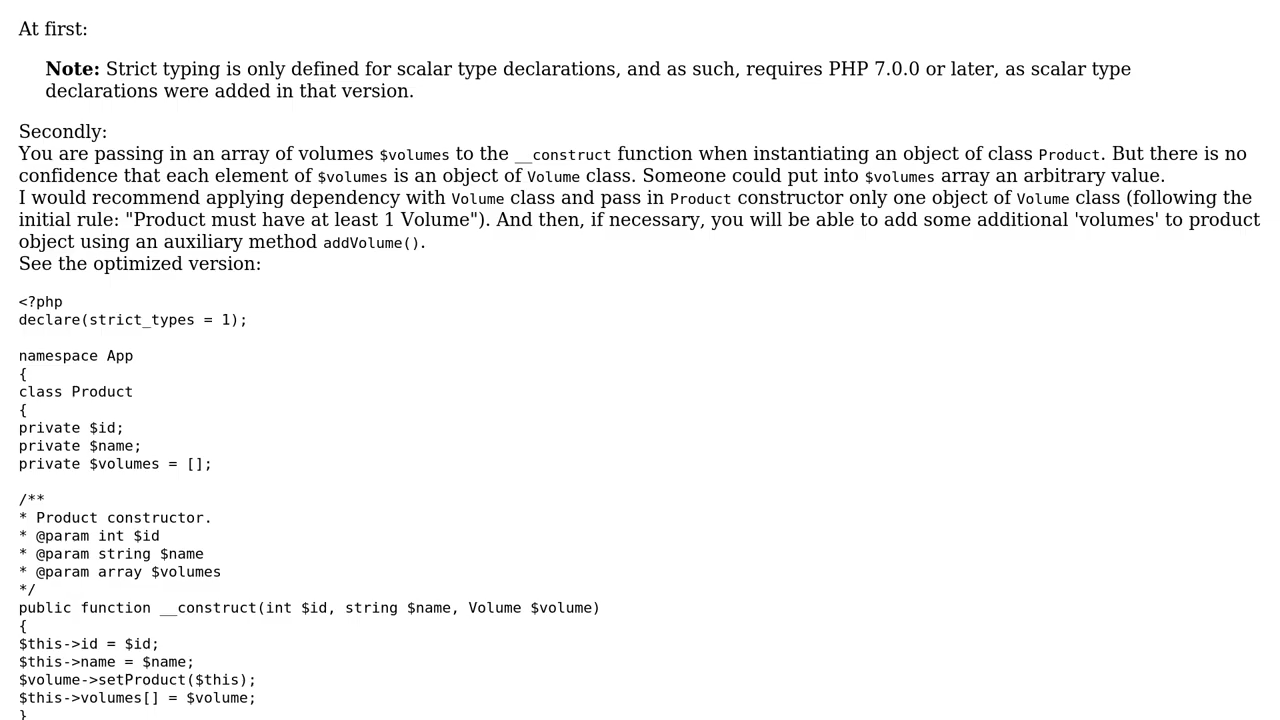 At first:
Note: Strict typing is only defined for scalar type declarations, and as such, requires PHP 7.0.0 or later, as scalar type
declarations were added in that version.
Secondly:
You are passing in an array of volumes $volumes to the __construct function when instantiating an object of class Product. But there is no
confidence that each element of $volumes is an object of Volume class. Someone could put into $volumes array an arbitrary value.
I would recommend applying dependency with Volume class and pass in Product constructor only one object of Volume class (following the
initial rule: "Product must have at least 1 Volume"). And then, if necessary, you will be able to add some additional 'volumes' to product
object using an auxiliary method addVolume().
See the optimized version:
<?php
declare(strict_types = 1);
namespace App
{
class Product
{
private $id;
private $name;
private $volumes = [];
/**
* Product constructor.
* @param int $id
* @param string $name
* @param array $volumes
*/
public function __construct(int $id, string $name, Volume $volume)
{
$this->id = $id;
$this->name = $name;
$volume->setProduct($this);
$this->volumes[] = $volume;
}